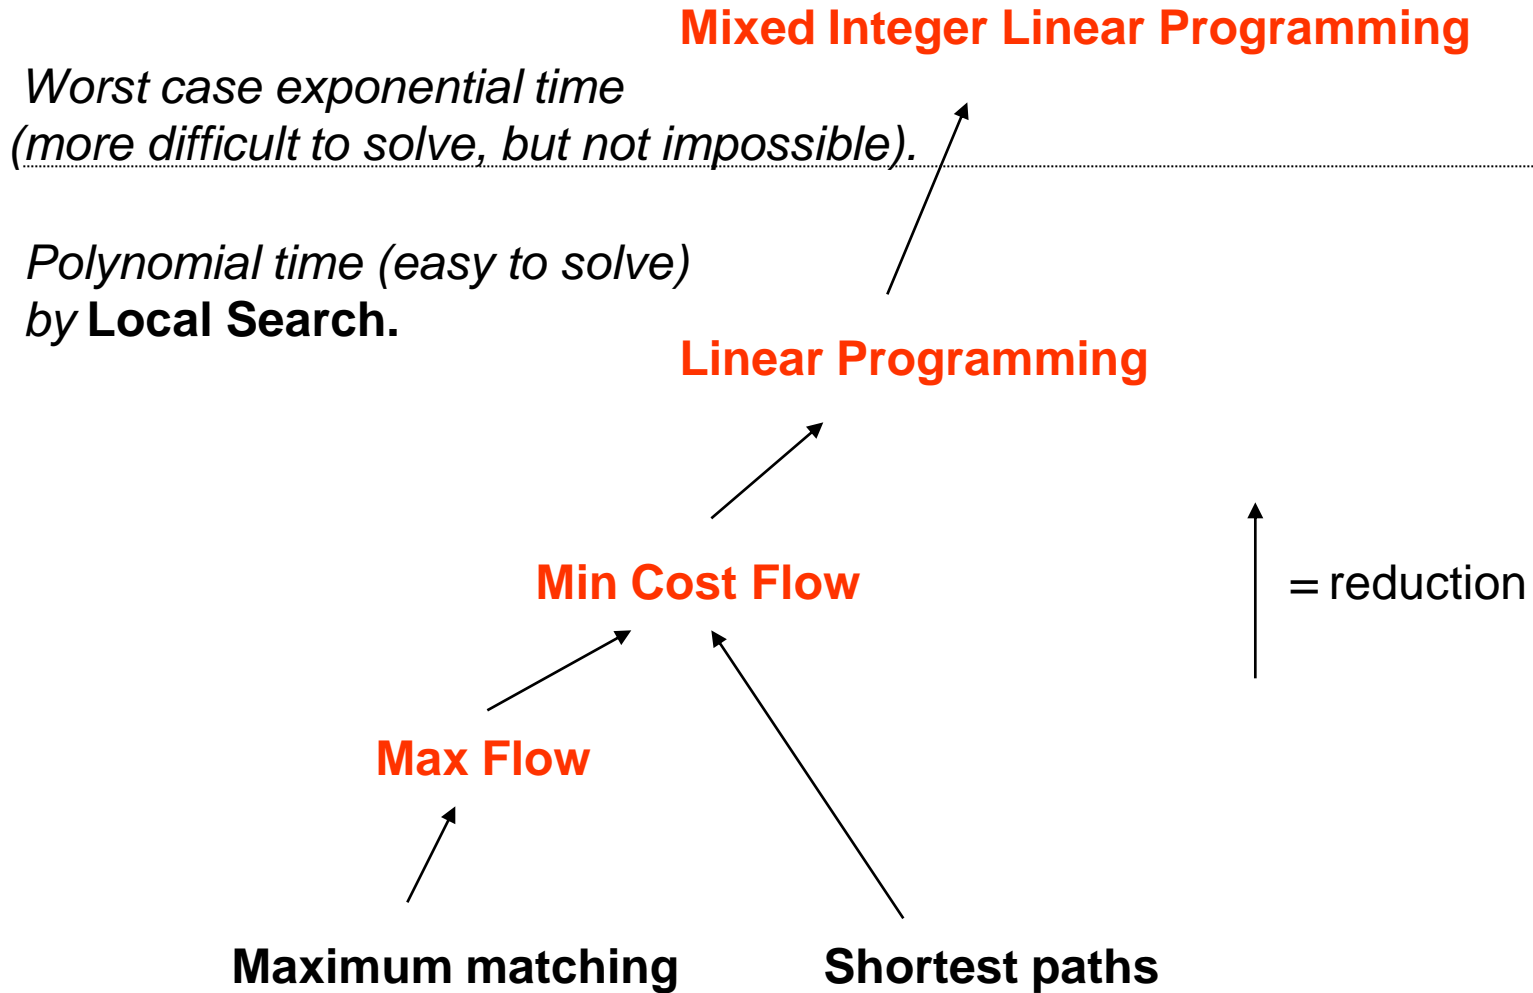 Mixed Integer Linear Programming
Worst case exponential time
(more difficult to solve, but not impossible).
Polynomial time (easy to solve)
by Local Search.
Linear Programming
Min Cost Flow
= reduction
Max Flow
Maximum matching
Shortest paths